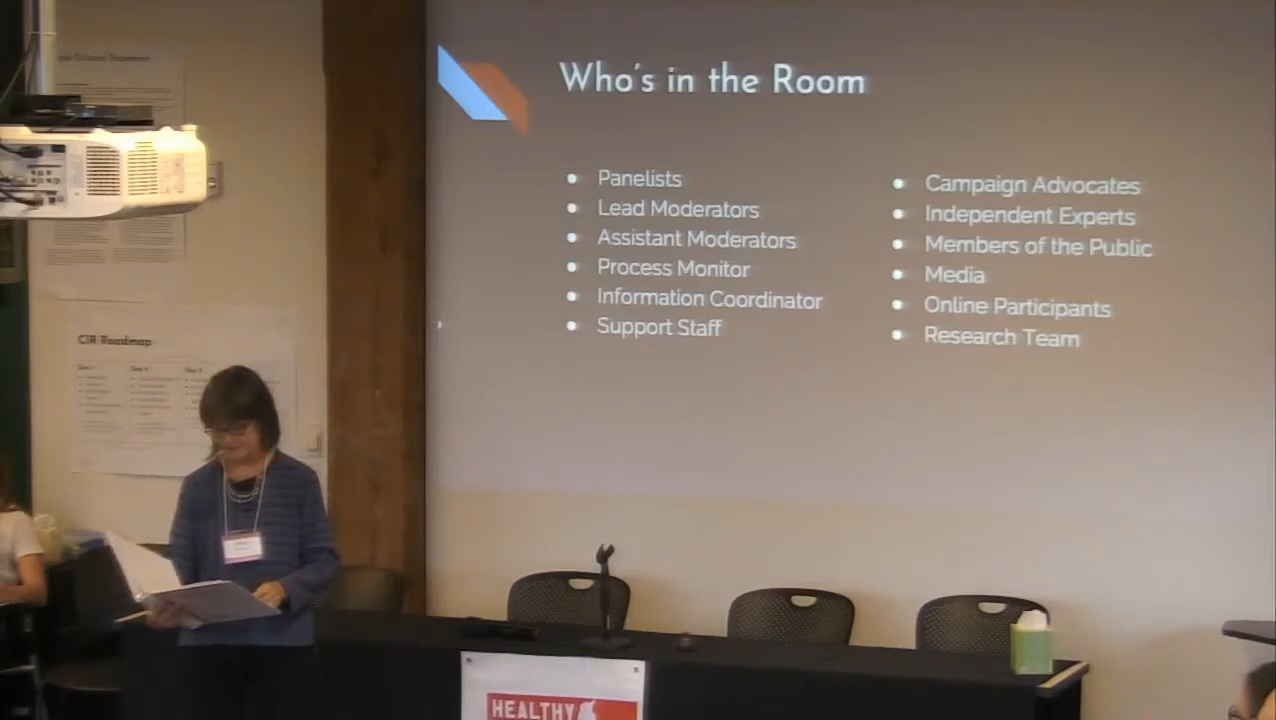 Who's in the Room
Panelists
Lead Moderators
Assistant Moderators
Process Monitor
Information Coordinator
Support Staff
Campaign Advocates
Independent Experts
Members of the Public
Media
Online Participants
Research Team
CIR Roadmap
HEALTHY